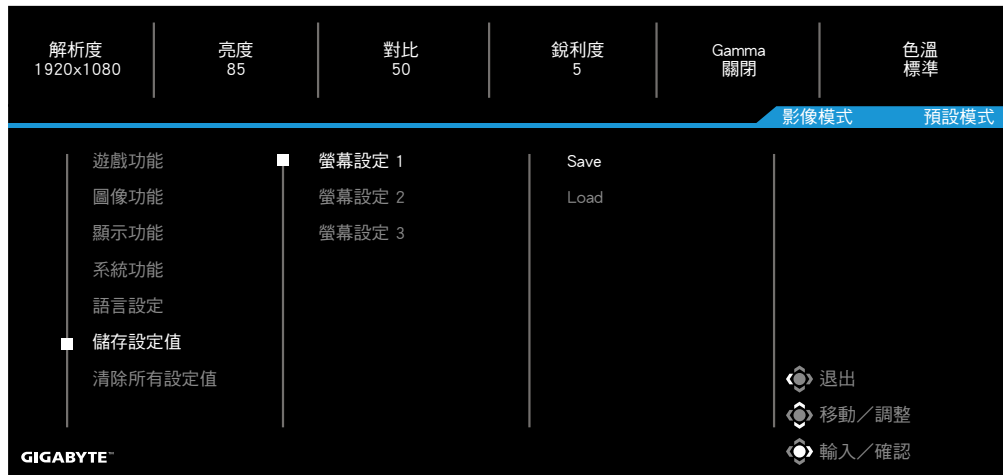 解析度
1920x1080
亮度
85
對比
50
銳利度
5
Gamma
關閉
色溫
標準
影像模式 預設模式
遊戲功能
圖像功能
顯示功能
系統功能
語言設定
儲存設定值
清除所有設定值
螢幕設定 1
螢幕設定 2
螢幕設定 3
Save
Load
退出
移動／調整
輸入／確認
GIGABYTE™